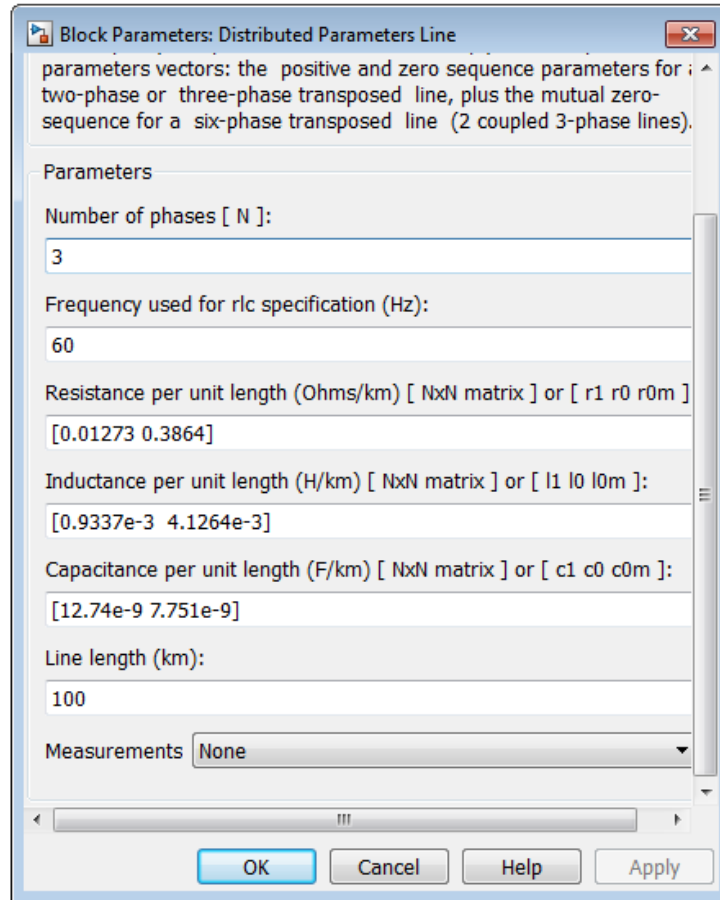 Block Parameters: Distributed Parameters Line
parameters vectors: the positive and zero sequence parameters for
two-phase or three-phase transposed line, plus the mutual zero-
sequence for a six-phase transposed line (2 coupled 3-phase lines).
Parameters
Number of phases [ N ]:
3
Frequency used for rlc specification (Hz):
60
Resistance per unit length (Ohms/km) [ NxN matrix ] or [ r1 r0 r0m ]
[0.01273 0.3864]
Inductance per unit length (H/km) [ NxN matrix ] or [ l1 l0 l0m ]:
[0.9337e-3 4.1264e-3]
Capacitance per unit length (F/km) [ NxN matrix ] or [ c1 c0 c0m ]:
[12.74e-9 7.751e-9]
Line length (km):
100
Measurements None
OK Cancel Help Apply